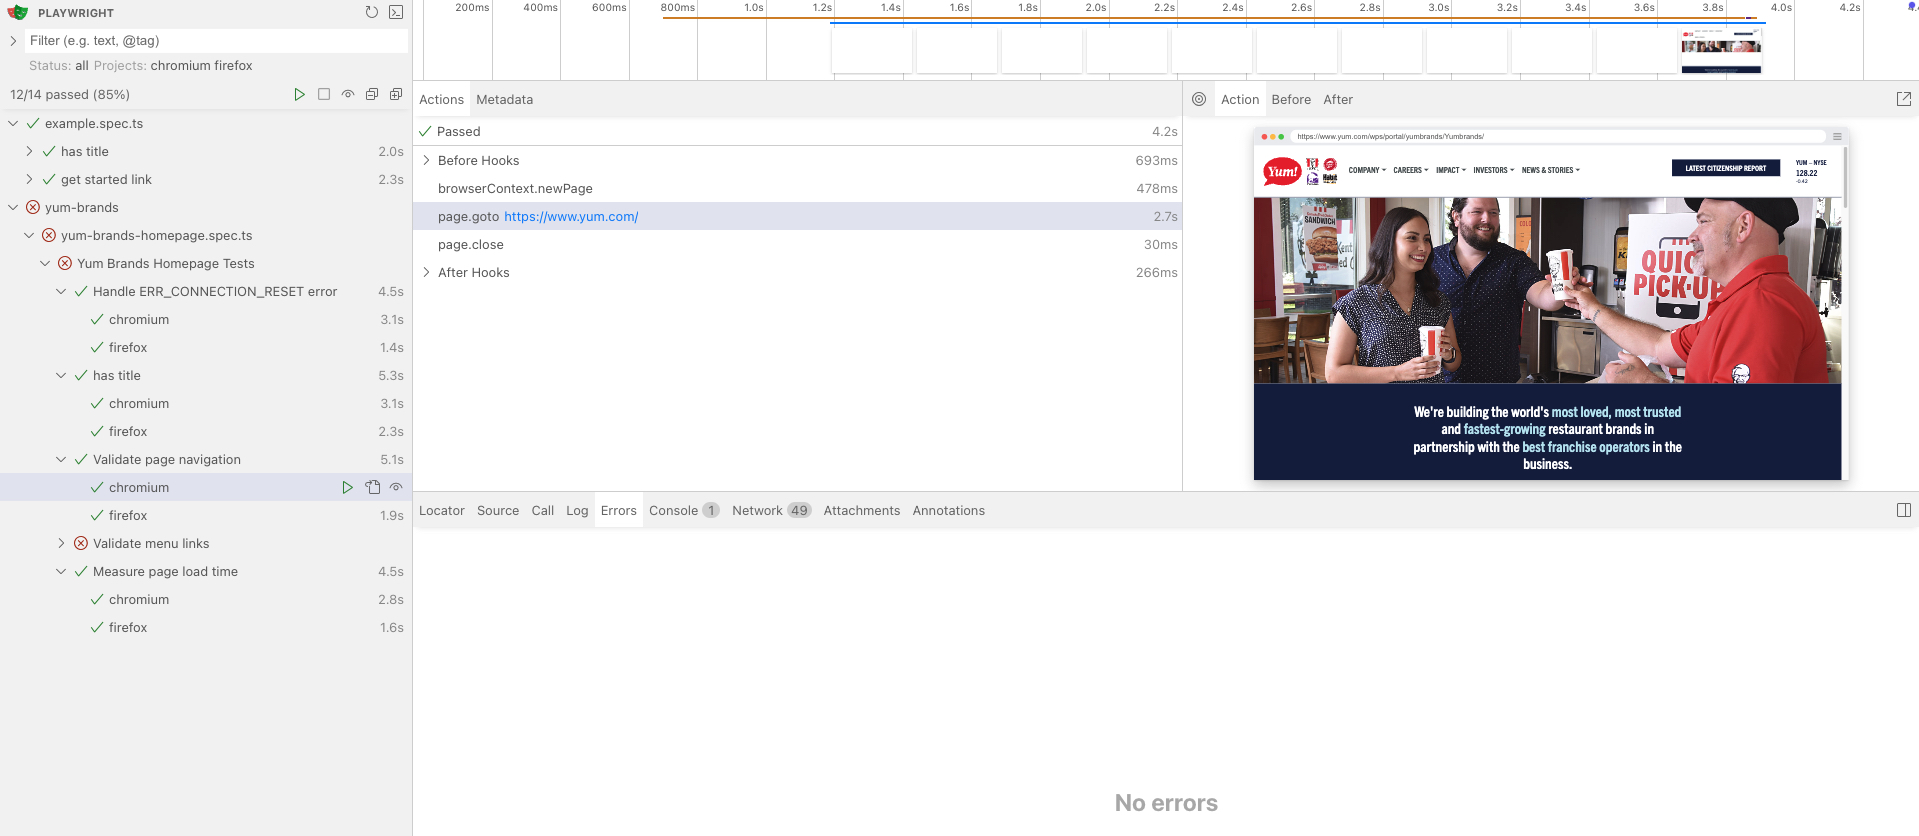 PLAYWRIGHT
Filter (e.g. text, @tag)
Status: all Projects: chromium firefox
12/14 passed (85%)
example.spec.ts
has title 2.0s
get started link 2.3s
yum-brands
yum-brands-homepage.spec.ts
Yum Brands Homepage Tests
Handle ERR_CONNECTION_RESET error 4.5s
chromium 3.1s
firefox 1.4s
has title 5.3s
chromium 3.1s
firefox 2.3s
Validate page navigation 5.1s
chromium
firefox 1.9s
Validate menu links
Measure page load time 4.5s
chromium 2.8s
firefox 1.6s
200ms 400ms 600ms 800ms 1.0s 1.2s 1.4s 1.6s 1.8s 2.0s 2.2s 2.4s 2.6s 2.8s 3.0s 3.2s 3.4s 3.6s 3.8s 4.0s 4.2s
Actions Metadata
Passed 4.2s
Before Hooks 693ms
browserContext.newPage 478ms
page.goto https://www.yum.com/ 2.7s
page.close 30ms
After Hooks 266ms
Action Before After
https://www.yum.com/wps/portal/yumbrands/Yumbrands/
Yum! KFC Habit COMPANY CAREERS IMPACT INVESTORS NEWS & STORIES LATEST CITIZENSHIP REPORT YUM – NYSE
128.22
-0.42
SANDWICH
QUICK
PICK-UP
We're building the world's most loved, most trusted
and fastest-growing restaurant brands in
partnership with the best franchise operators in the
business.
Locator Source Call Log Errors Console 1 Network 49 Attachments Annotations
No errors